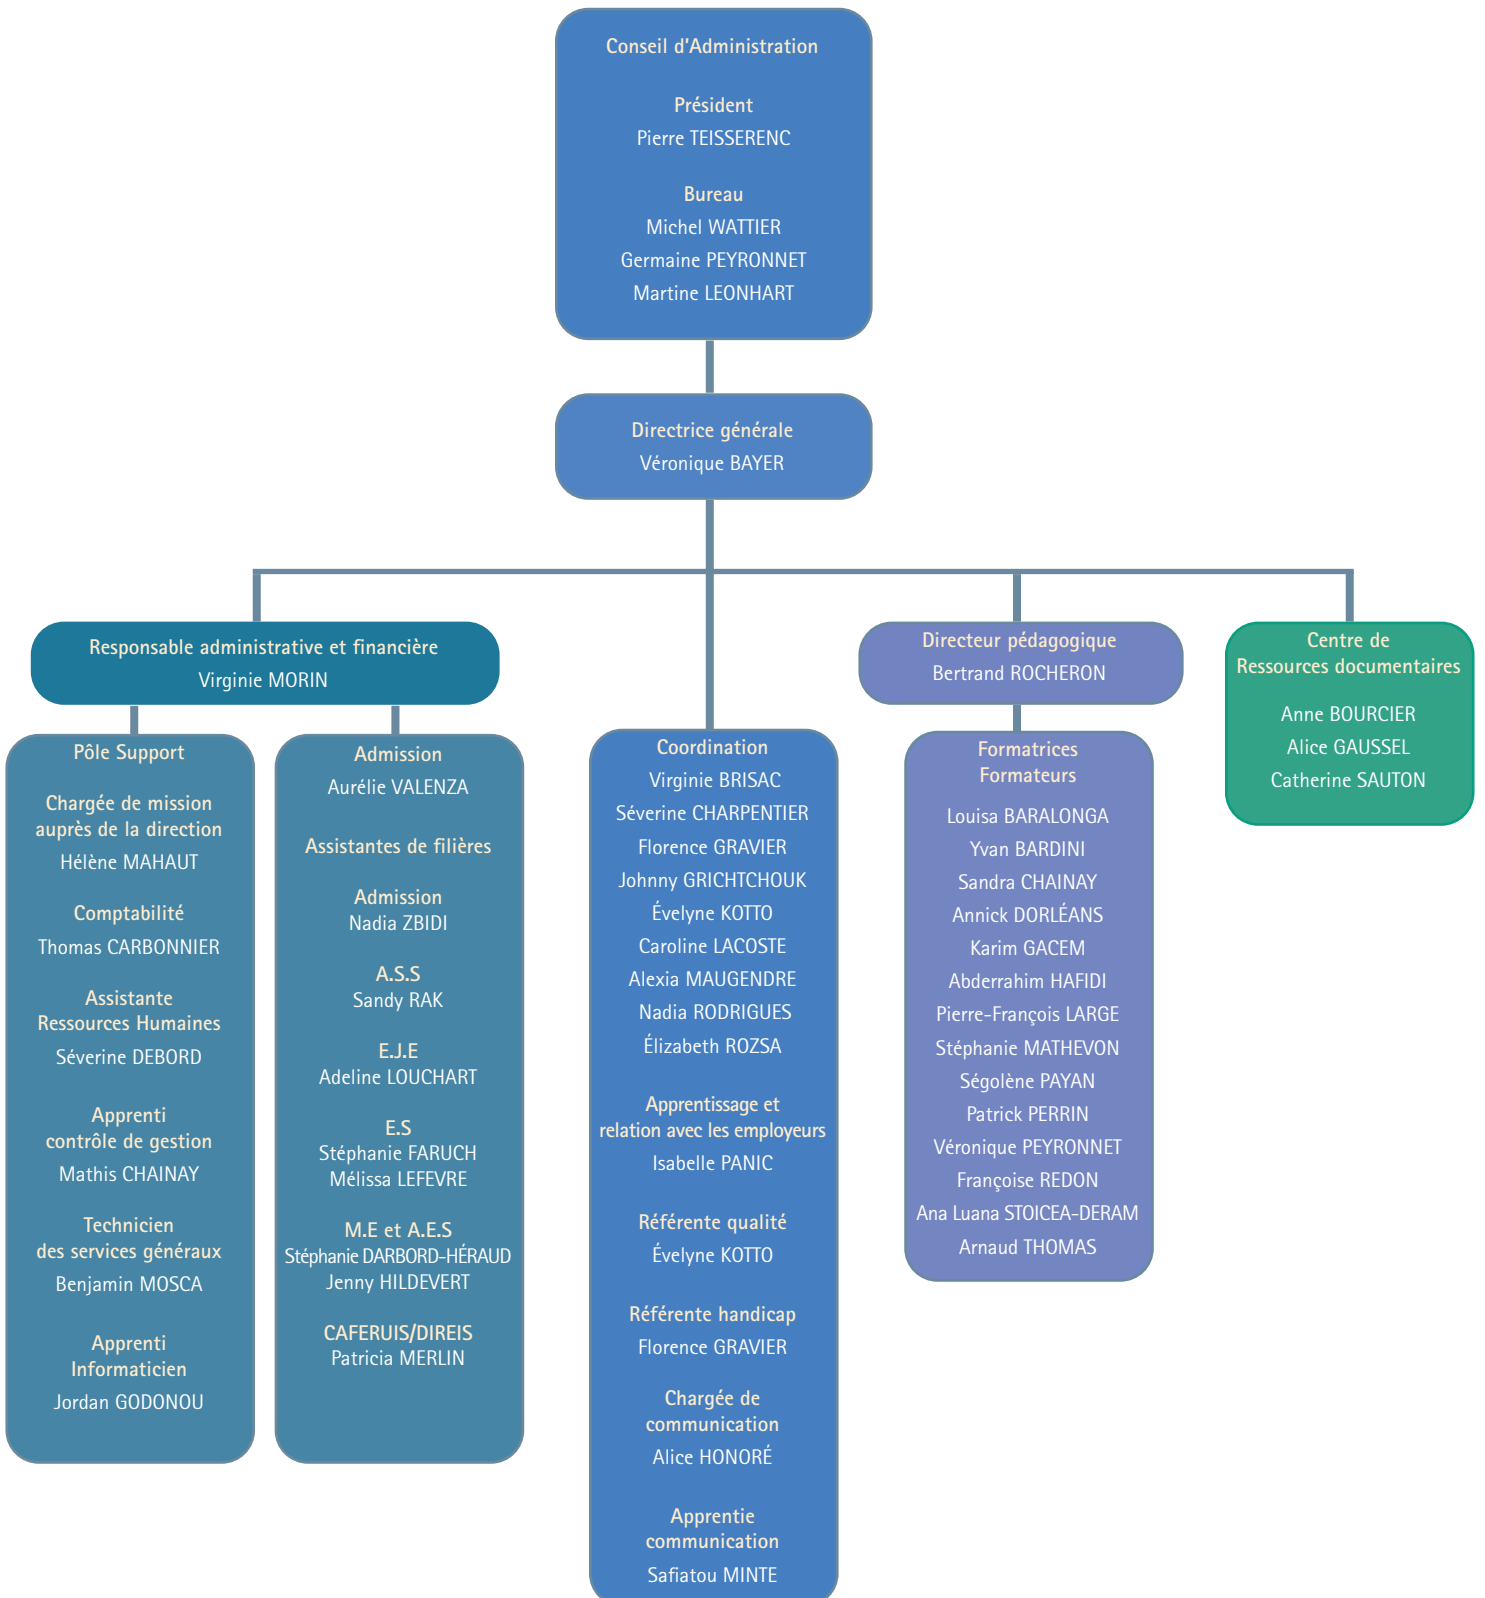 Conseil d'Administration
Président
Pierre TEISSERENC
Bureau
Michel WATTIER
Germaine PEYRONNET
Martine LEONHART
Directrice générale
Véronique BAYER
Responsable administrative et financière
Virginie MORIN
Pôle Support
Chargée de mission
auprès de la direction
Hélène MAHAUT
Comptabilité
Thomas CARBONNIER
Assistante
Ressources Humaines
Séverine DEBORD
Apprenti
contrôle de gestion
Mathis CHAINAY
Technicien
des services généraux
Benjamin MOSCA
Apprenti
Informaticien
Jordan GODONOU
Admission
Aurélie VALENZA
Assistantes de filières
Admission
Nadia ZBIDI
A.S.S
Sandy RAK
E.J.E
Adeline LOUCHART
E.S
Stéphanie FARUCH
Mélissa LEFEVRE
M.E et A.E.S
Stéphanie DARBORD-HÉRAUD
Jenny HILDEVERT
CAFERUIS/DIREIS
Patricia MERLIN
Coordination
Virginie BRISAC
Séverine CHARPENTIER
Florence GRAVIER
Johnny GRICHTCHOUK
Évelyne KOTTO
Caroline LACOSTE
Alexia MAUGENDRE
Nadia RODRIGUES
Élizabeth ROZSA
Apprentissage et
relation avec les employeurs
Isabelle PANIC
Référente qualité
Évelyne KOTTO
Référente handicap
Florence GRAVIER
Chargée de
communication
Alice HONORÉ
Apprentie
communication
Safiatou MINTE
Directeur pédagogique
Bertrand ROCHERON
Formatrices
Formateurs
Louisa BARALONGA
Yvan BARDINI
Sandra CHAINAY
Annick DORLÉANS
Karim GACEM
Abderrahim HAFIDI
Pierre-François LARGE
Stéphanie MATHEVON
Ségolène PAYAN
Patrick PERRIN
Véronique PEYRONNET
Françoise REDON
Ana Luana STOICEA-DERAM
Arnaud THOMAS
Centre de
Ressources documentaires
Anne BOURCIER
Alice GAUSSEL
Catherine SAUTON